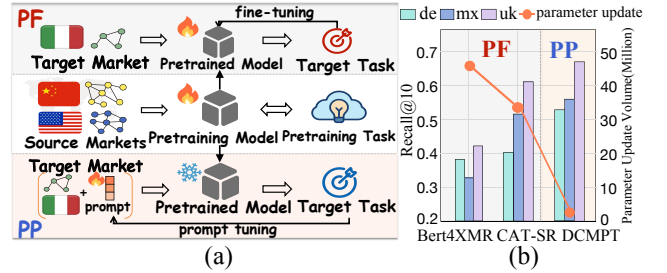 PF
fine-tuning
Target Market
Pretrained Model
Target Task
Source Markets
Pretraining Model
Pretraining Task
Target Market
+
prompt
Pretrained Model
Target Task
PP
prompt tuning
(a)
de mx uk parameter update
PF PP
Recall@10
0.7
0.6
0.5
0.4
0.3
0.2
50
40
30
20
10
0
Parameter Update Volume(Million)
Bert4XMR CAT-SR DCMPT
(b)